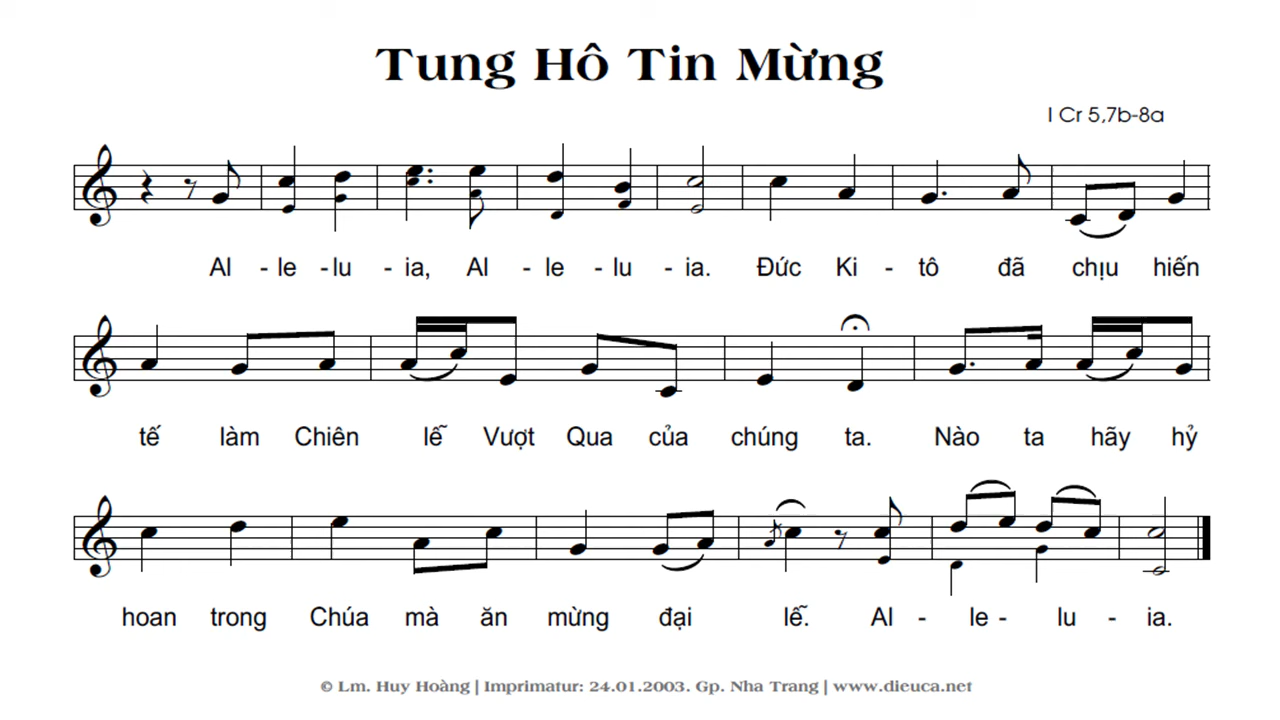 Tung Hô Tin Mừng
I Cr 5,7b-8a
Al - le - lu - ia, Al - le - lu - ia. Đức Ki - tô đã chịu hiến
tế làm Chiên lễ Vượt Qua của chúng ta. Nào ta hãy hỷ
hoan trong Chúa mà ăn mừng đại lễ. Al - le - lu - ia.
© Lm. Huy Hoàng | Imprimatur: 24.01.2003. Gp. Nha Trang | www.dieuca.net